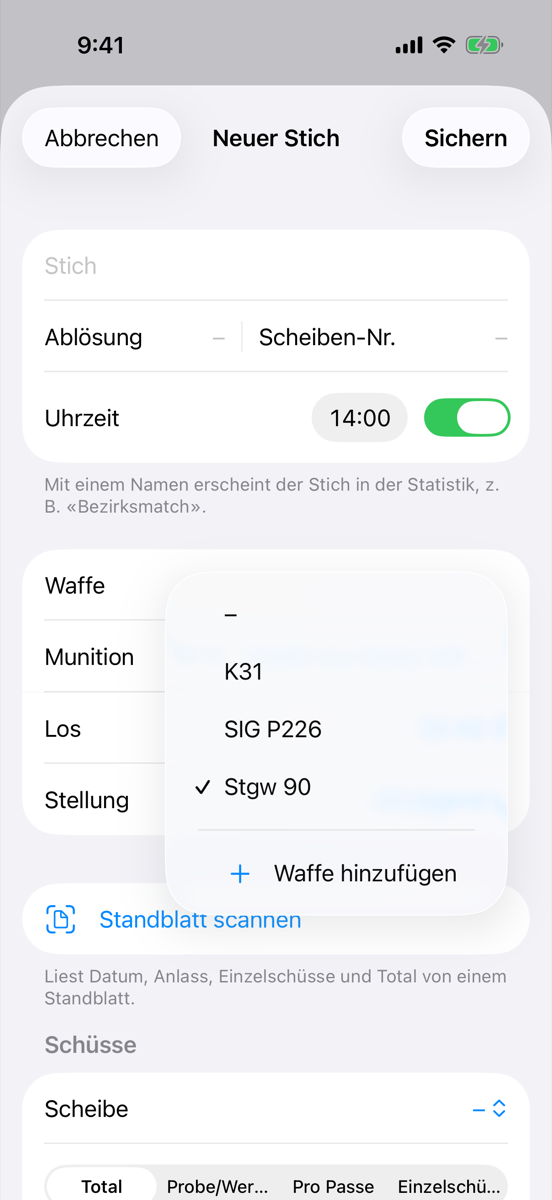 9:41
Abbrechen Neuer Stich Sichern
Stich
Ablösung – Scheiben-Nr. –
Uhrzeit 14:00
Mit einem Namen erscheint der Stich in der Statistik, z.
B. «Bezirksmatch».
Waffe
–
Munition
K31
Los
SIG P226
✓ Stgw 90
Stellung
+ Waffe hinzufügen
Standblatt scannen
Liest Datum, Anlass, Einzelschüsse und Total von einem
Standblatt.
Schüsse
Scheibe –
Total Probe/Wer... Pro Passe Einzelschü...